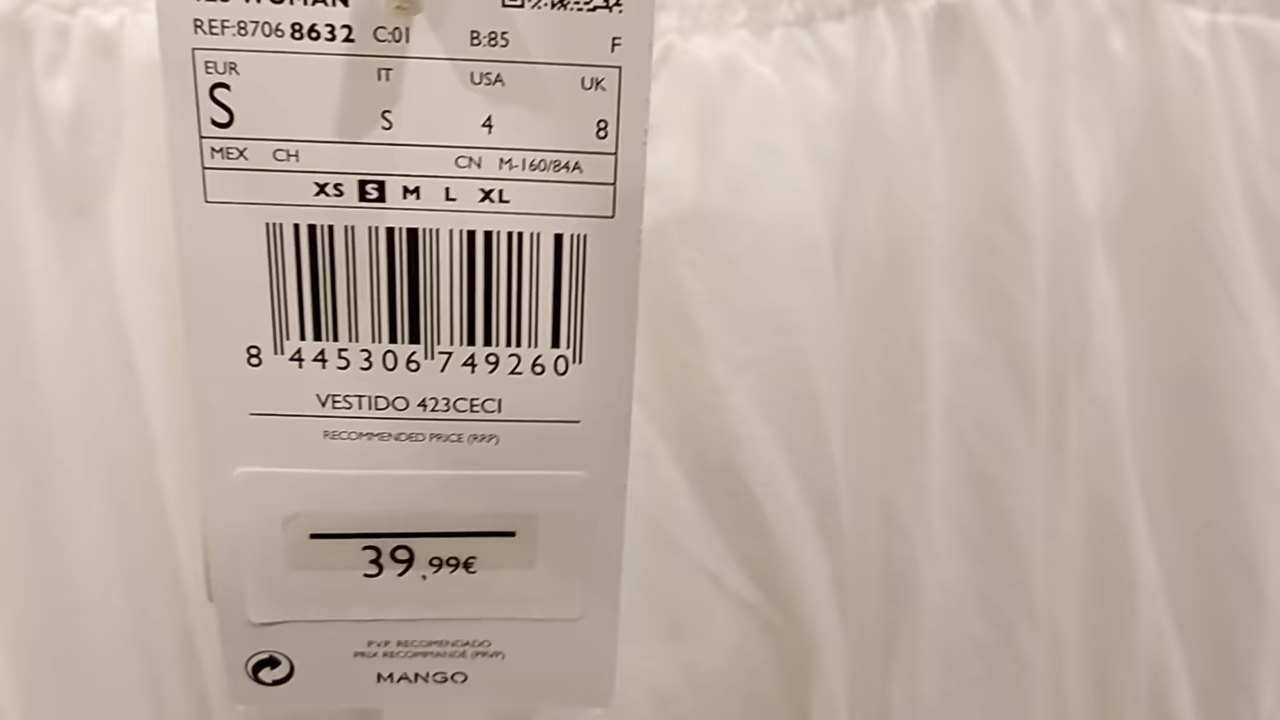 WOMAN
REF:8706 8632 C:01 B:85 F
EUR IT USA UK
S S 4 8
MEX CH CN M-160/84A
XS S M L XL
8 445306 749260
VESTIDO 423CECI
RECOMMENDED PRICE (RRP)
39,99€
P.V.P. RECOMENDADO
PRIX RECOMMANDÉ (PRVP)
MANGO